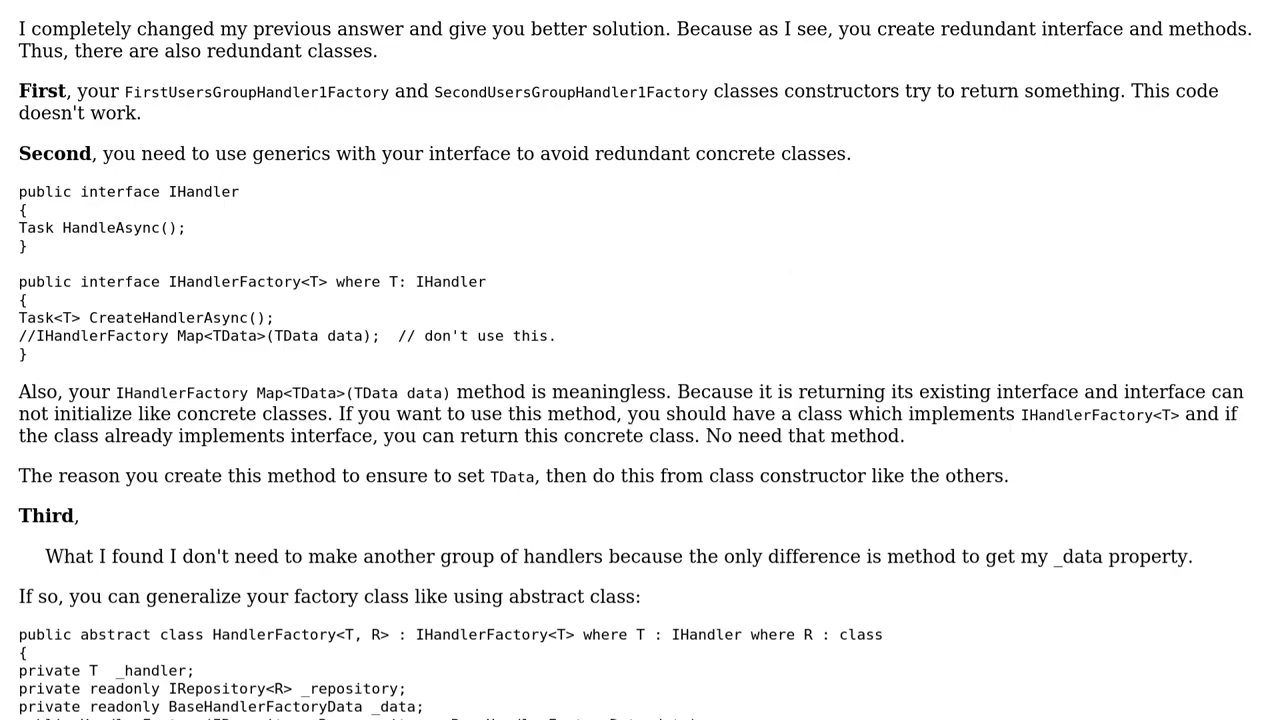 I completely changed my previous answer and give you better solution. Because as I see, you create redundant interface and methods.
Thus, there are also redundant classes.
First, your FirstUsersGroupHandler1Factory and SecondUsersGroupHandler1Factory classes constructors try to return something. This code
doesn't work.
Second, you need to use generics with your interface to avoid redundant concrete classes.
public interface IHandler
{
Task HandleAsync();
}
public interface IHandlerFactory<T> where T: IHandler
{
Task<T> CreateHandlerAsync();
//IHandlerFactory Map<TData>(TData data);  // don't use this.
}
Also, your IHandlerFactory Map<TData>(TData data) method is meaningless. Because it is returning its existing interface and interface can
not initialize like concrete classes. If you want to use this method, you should have a class which implements IHandlerFactory<T> and if
the class already implements interface, you can return this concrete class. No need that method.
The reason you create this method to ensure to set TData, then do this from class constructor like the others.
Third,
What I found I don't need to make another group of handlers because the only difference is method to get my _data property.
If so, you can generalize your factory class like using abstract class:
public abstract class HandlerFactory<T, R> : IHandlerFactory<T> where T : IHandler where R : class
{
private T  _handler;
private readonly IRepository<R> _repository;
private readonly BaseHandlerFactoryData _data;